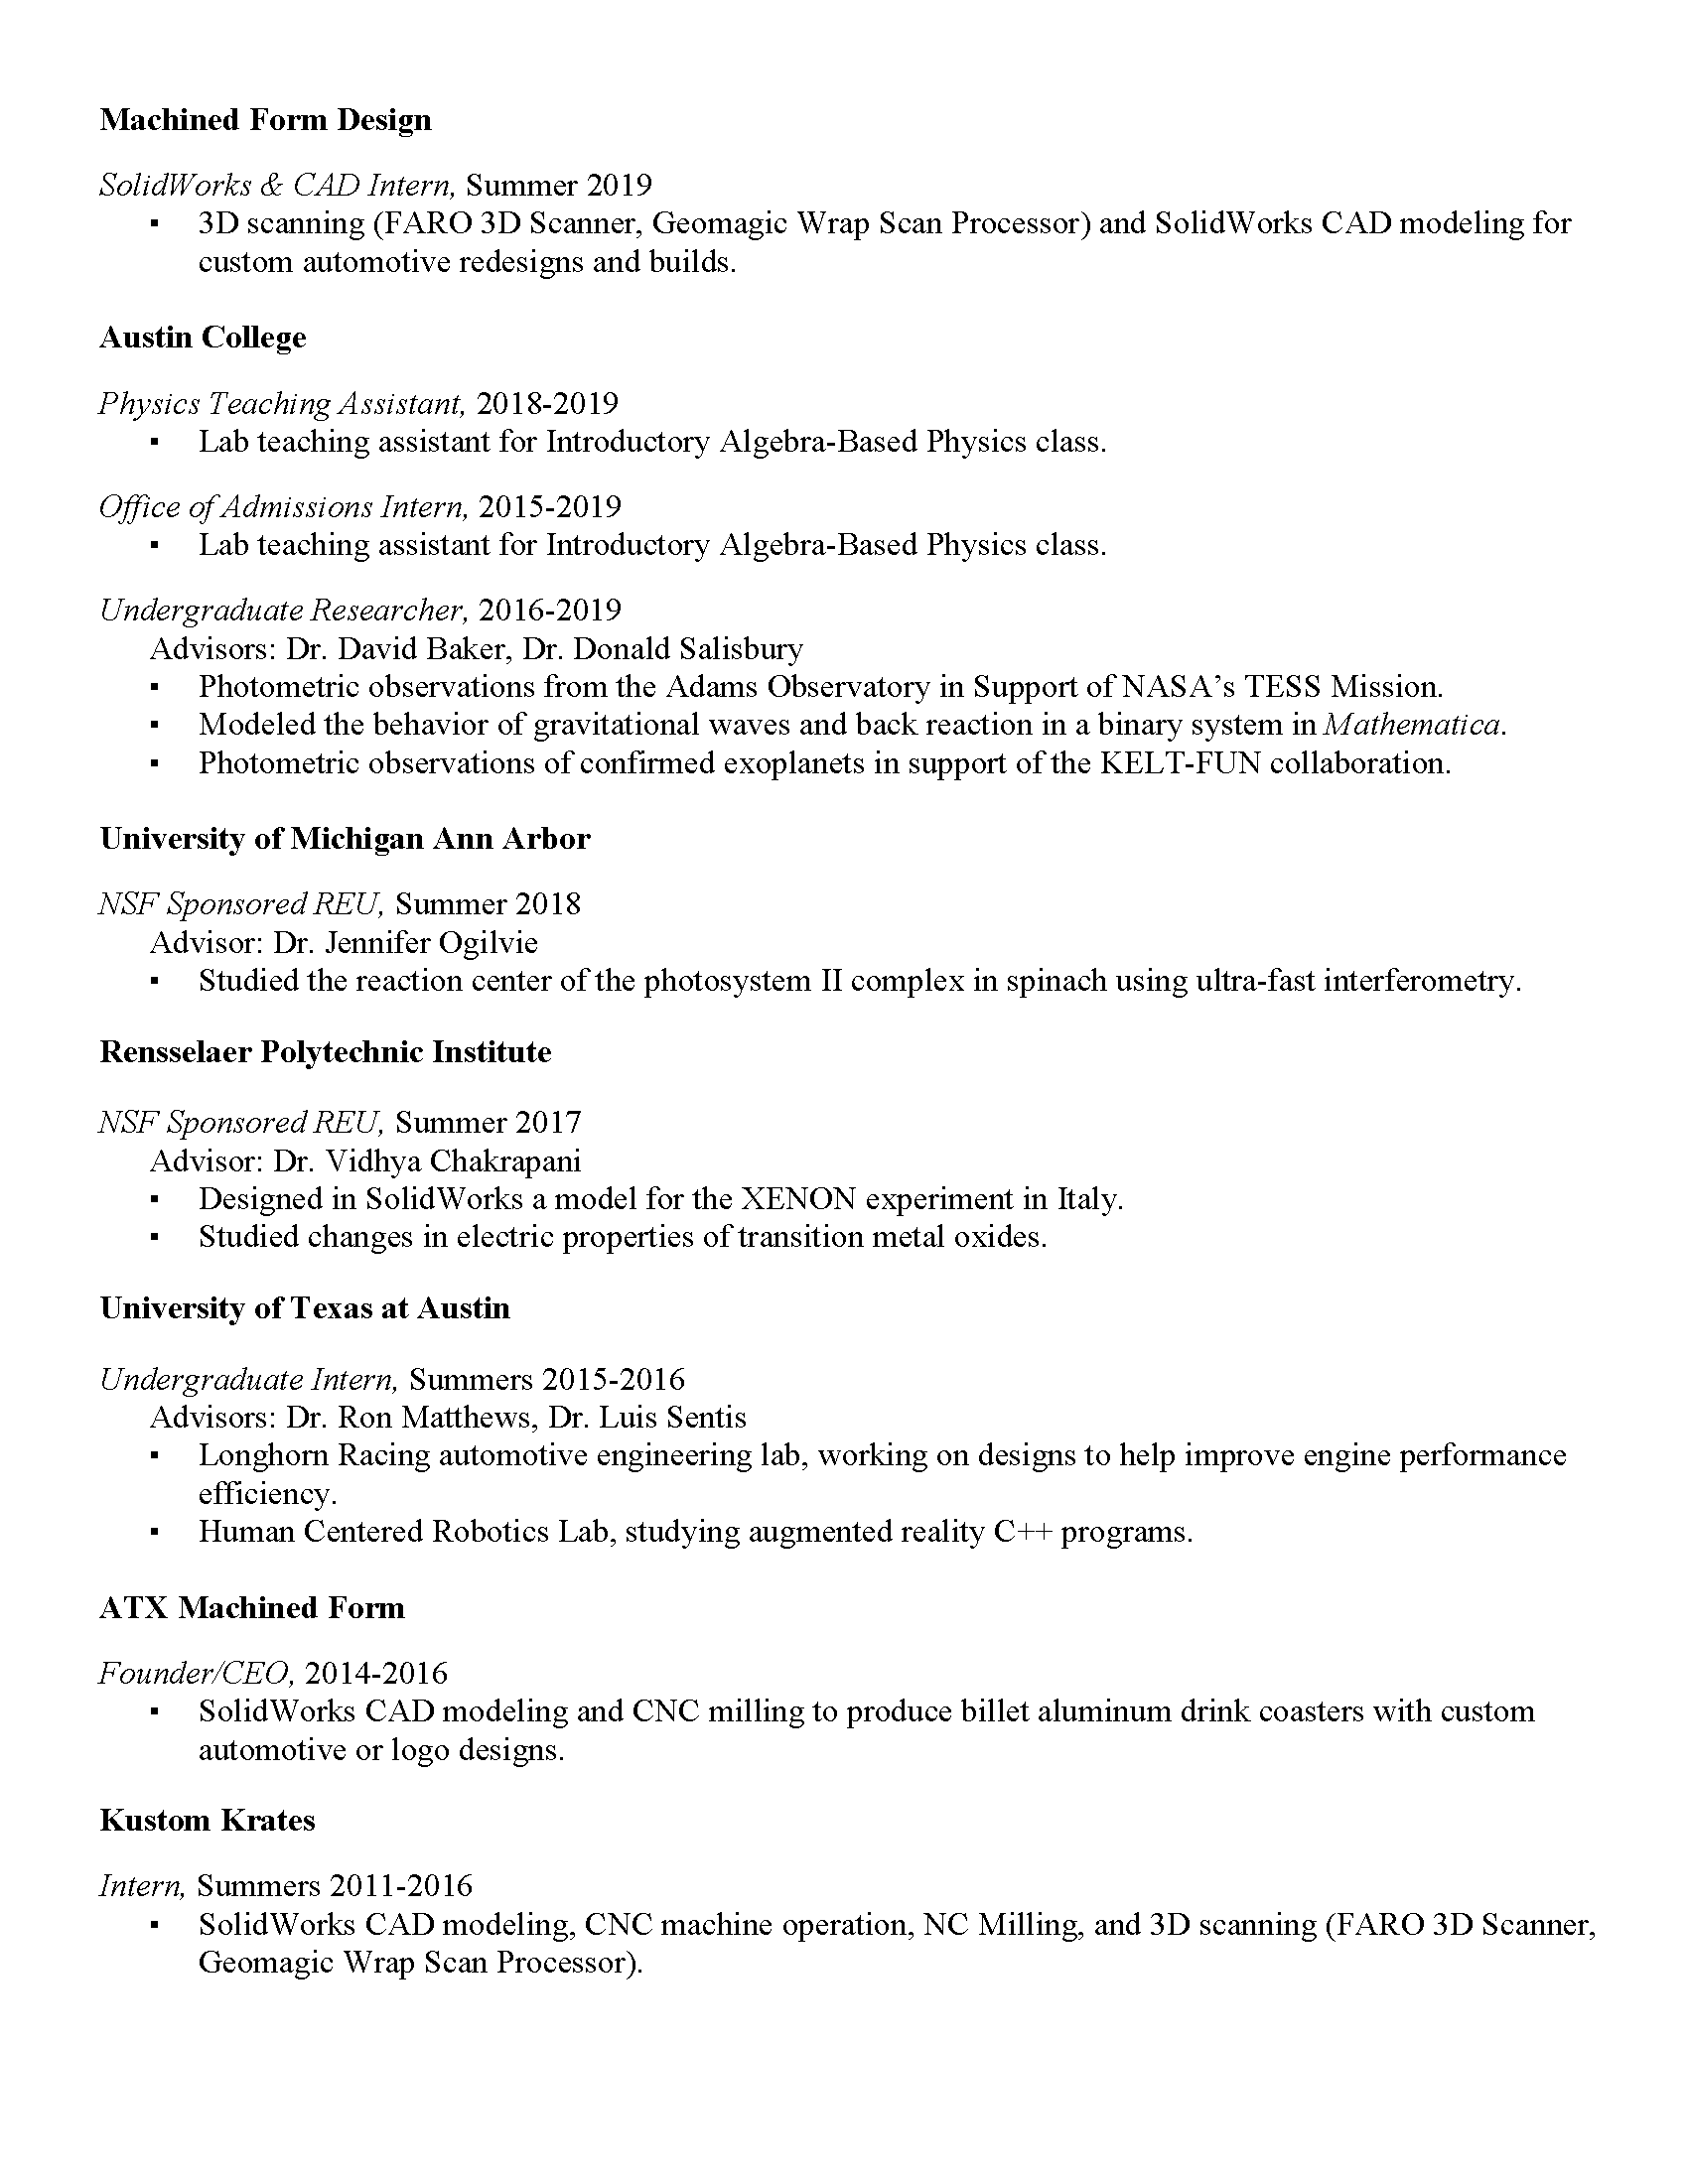 Machined Form Design
SolidWorks & CAD Intern, Summer 2019
▪ 3D scanning (FARO 3D Scanner, Geomagic Wrap Scan Processor) and SolidWorks CAD modeling for
custom automotive redesigns and builds.
Austin College
Physics Teaching Assistant, 2018-2019
▪ Lab teaching assistant for Introductory Algebra-Based Physics class.
Office of Admissions Intern, 2015-2019
▪ Lab teaching assistant for Introductory Algebra-Based Physics class.
Undergraduate Researcher, 2016-2019
Advisors: Dr. David Baker, Dr. Donald Salisbury
▪ Photometric observations from the Adams Observatory in Support of NASA’s TESS Mission.
▪ Modeled the behavior of gravitational waves and back reaction in a binary system in Mathematica.
▪ Photometric observations of confirmed exoplanets in support of the KELT-FUN collaboration.
University of Michigan Ann Arbor
NSF Sponsored REU, Summer 2018
Advisor: Dr. Jennifer Ogilvie
▪ Studied the reaction center of the photosystem II complex in spinach using ultra-fast interferometry.
Rensselaer Polytechnic Institute
NSF Sponsored REU, Summer 2017
Advisor: Dr. Vidhya Chakrapani
▪ Designed in SolidWorks a model for the XENON experiment in Italy.
▪ Studied changes in electric properties of transition metal oxides.
University of Texas at Austin
Undergraduate Intern, Summers 2015-2016
Advisors: Dr. Ron Matthews, Dr. Luis Sentis
▪ Longhorn Racing automotive engineering lab, working on designs to help improve engine performance
efficiency.
▪ Human Centered Robotics Lab, studying augmented reality C++ programs.
ATX Machined Form
Founder/CEO, 2014-2016
▪ SolidWorks CAD modeling and CNC milling to produce billet aluminum drink coasters with custom
automotive or logo designs.
Kustom Krates
Intern, Summers 2011-2016
▪ SolidWorks CAD modeling, CNC machine operation, NC Milling, and 3D scanning (FARO 3D Scanner,
Geomagic Wrap Scan Processor).